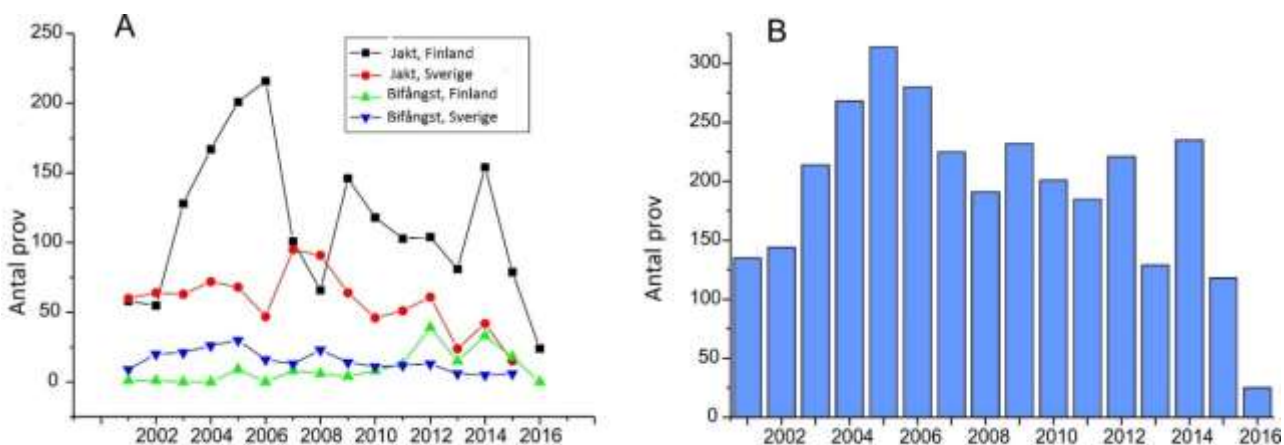 A
Antal prov
250
200
150
100
50
0
Jakt, Finland
Jakt, Sverige
Bifångst, Finland
Bifångst, Sverige
2002 2004 2006 2008 2010 2012 2014 2016
B
Antal prov
300
250
200
150
100
50
0
2002 2004 2006 2008 2010 2012 2014 2016